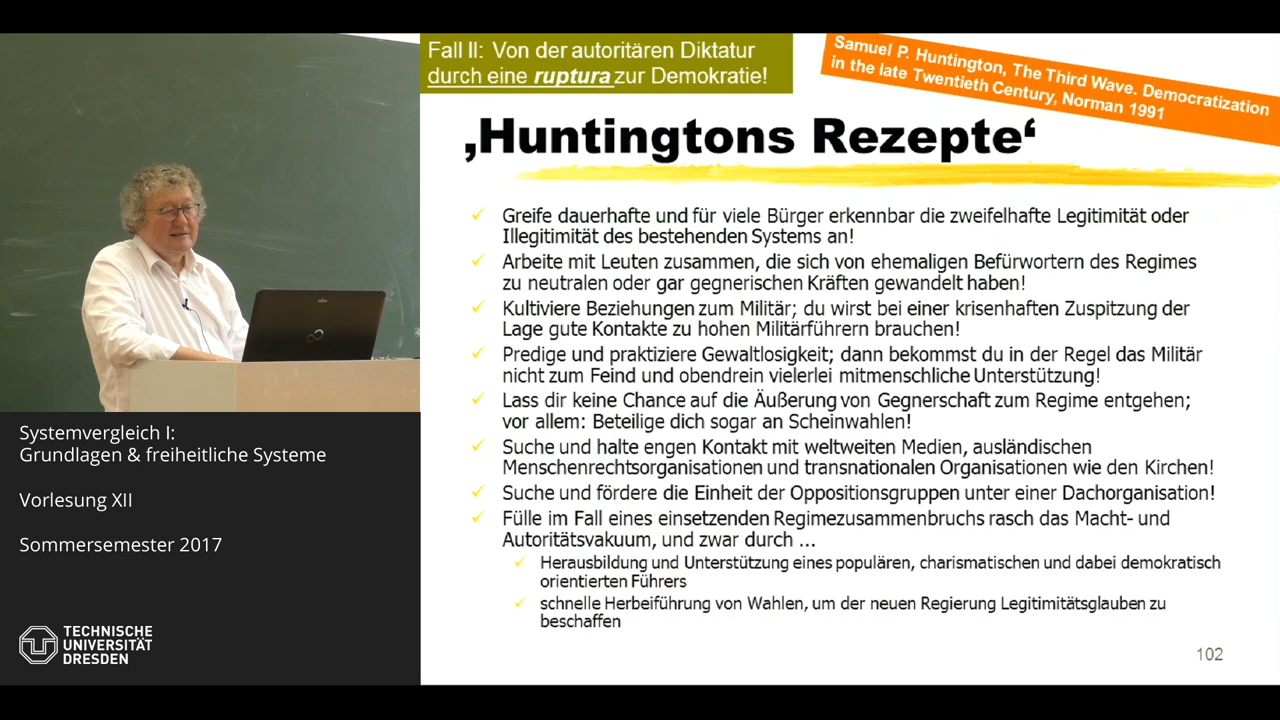 Fall II: Von der autoritären Diktatur
durch eine ruptura zur Demokratie!
Samuel P. Huntington, The Third Wave. Democratization
in the late Twentieth Century, Norman 1991
‚Huntingtons Rezepte‘
Greife dauerhafte und für viele Bürger erkennbar die zweifelhafte Legitimität oder
Illegitimität des bestehenden Systems an!
Arbeite mit Leuten zusammen, die sich von ehemaligen Befürwortern des Regimes
zu neutralen oder gar gegnerischen Kräften gewandelt haben!
Kultiviere Beziehungen zum Militär; du wirst bei einer krisenhaften Zuspitzung der
Lage gute Kontakte zu hohen Militärführern brauchen!
Predige und praktiziere Gewaltlosigkeit; dann bekommst du in der Regel das Militär
nicht zum Feind und obendrein vielerlei mitmenschliche Unterstützung!
Lass dir keine Chance auf die Äußerung von Gegnerschaft zum Regime entgehen;
vor allem: Beteilige dich sogar an Scheinwahlen!
Suche und halte engen Kontakt mit weltweiten Medien, ausländischen
Menschenrechtsorganisationen und transnationalen Organisationen wie den Kirchen!
Suche und fördere die Einheit der Oppositionsgruppen unter einer Dachorganisation!
Fülle im Fall eines einsetzenden Regimezusammenbruchs rasch das Macht- und
Autoritätsvakuum, und zwar durch ...
Herausbildung und Unterstützung eines populären, charismatischen und dabei demokratisch
orientierten Führers
schnelle Herbeiführung von Wahlen, um der neuen Regierung Legitimitätsglauben zu
beschaffen
102
Systemvergleich I:
Grundlagen & freiheitliche Systeme
Vorlesung XII
Sommersemester 2017
TECHNISCHE
UNIVERSITÄT
DRESDEN